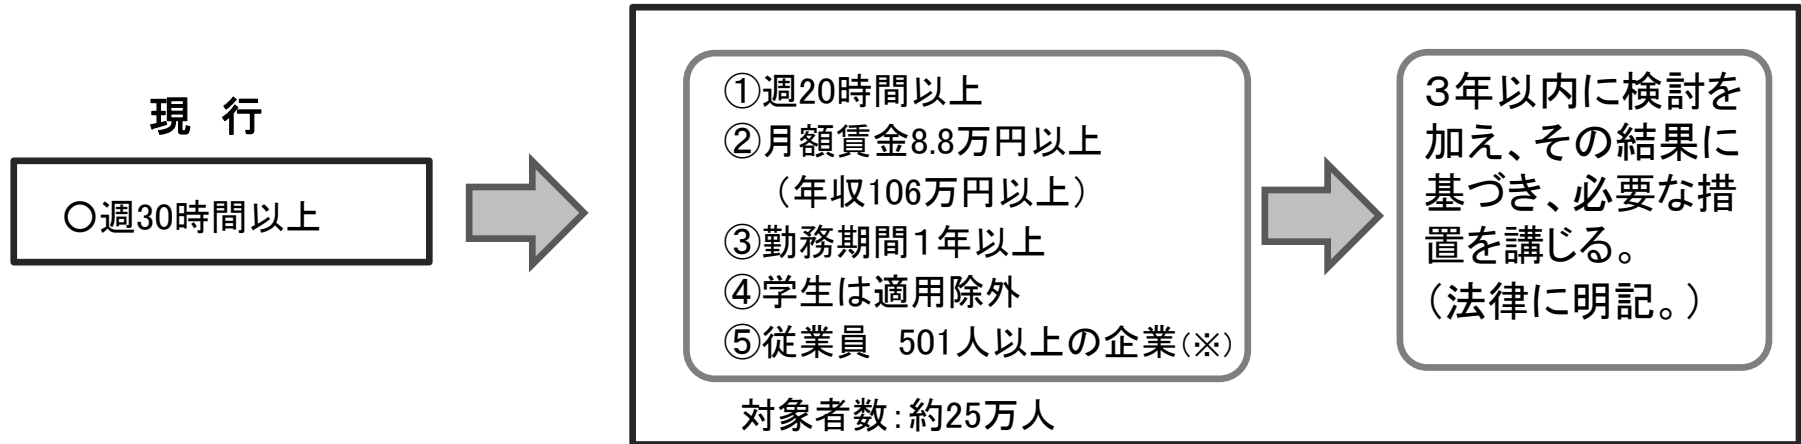 現 行
○週30時間以上
①週20時間以上
②月額賃金8.8万円以上
（年収106万円以上）
③勤務期間１年以上
④学生は適用除外
⑤従業員 501人以上の企業(※)
対象者数：約25万人
３年以内に検討を
加え、その結果に
基づき、必要な措
置を講じる。
（法律に明記。）